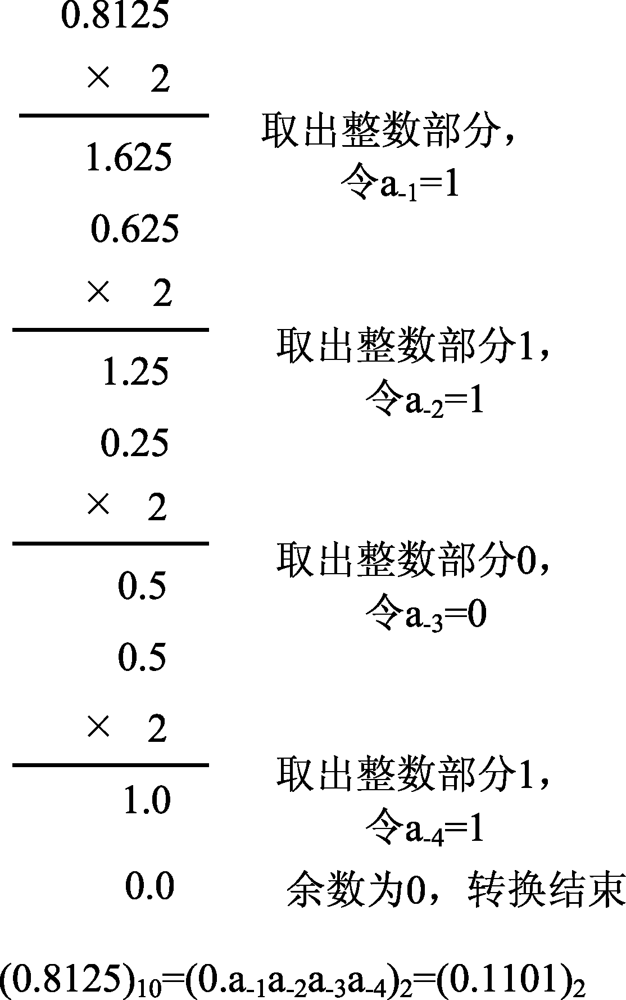 0.8125
× 2
1.625
取出整数部分，
令a-1=1
0.625
× 2
1.25
取出整数部分1，
令a-2=1
0.25
× 2
0.5
取出整数部分0，
令a-3=0
0.5
× 2
1.0
取出整数部分1，
令a-4=1
0.0 余数为0，转换结束
(0.8125)10=(0.a-1a-2a-3a-4)2=(0.1101)2